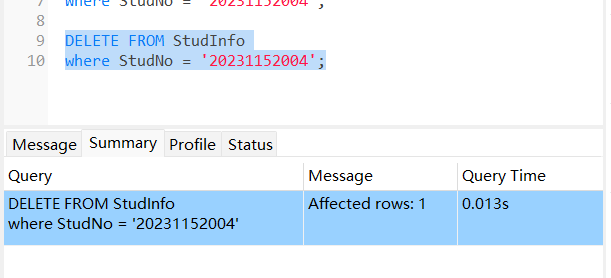 7 where StudNo = '20231152004';
8
9 DELETE FROM StudInfo
10 where StudNo = '20231152004';
Message Summary Profile Status
Query Message Query Time
DELETE FROM StudInfo Affected rows: 1 0.013s
where StudNo = '20231152004'